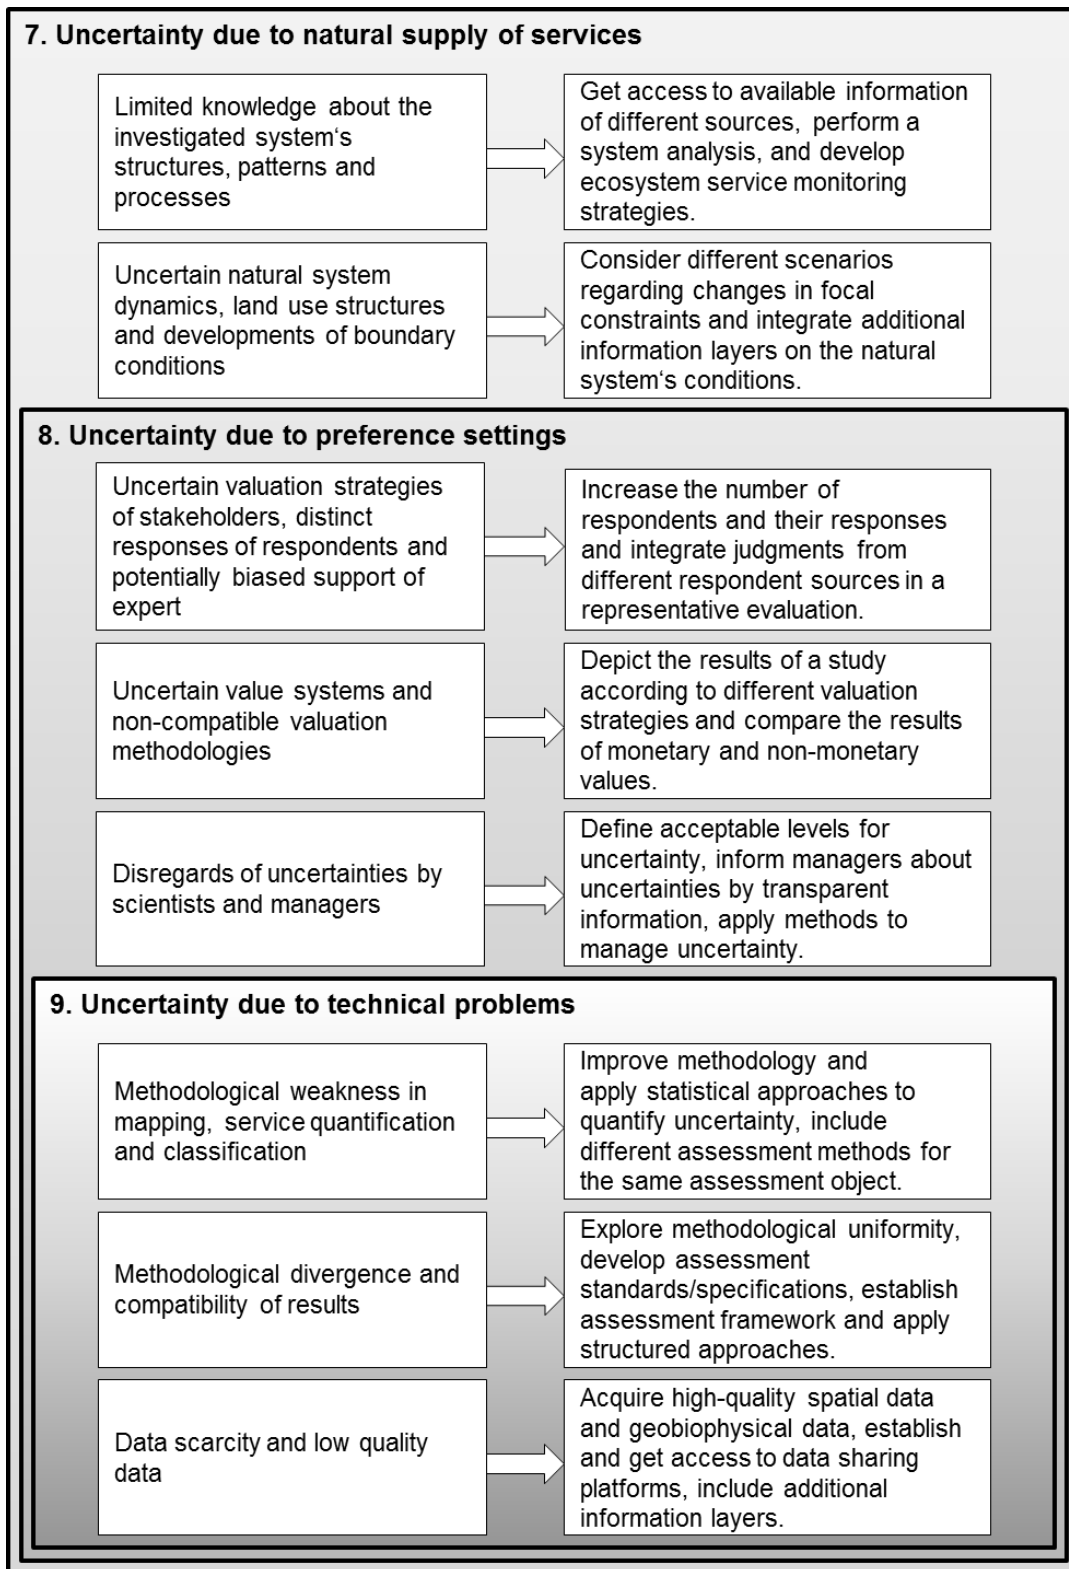 7. Uncertainty due to natural supply of services
Limited knowledge about the
investigated system‘s
structures, patterns and
processes
Get access to available information
of different sources, perform a
system analysis, and develop
ecosystem service monitoring
strategies.
Uncertain natural system
dynamics, land use structures
and developments of boundary
conditions
Consider different scenarios
regarding changes in focal
constraints and integrate additional
information layers on the natural
system‘s conditions.
8. Uncertainty due to preference settings
Uncertain valuation strategies
of stakeholders, distinct
responses of respondents and
potentially biased support of
expert
Increase the number of
respondents and their responses
and integrate judgments from
different respondent sources in a
representative evaluation.
Uncertain value systems and
non-compatible valuation
methodologies
Depict the results of a study
according to different valuation
strategies and compare the results
of monetary and non-monetary
values.
Disregards of uncertainties by
scientists and managers
Define acceptable levels for
uncertainty, inform managers about
uncertainties by transparent
information, apply methods to
manage uncertainty.
9. Uncertainty due to technical problems
Methodological weakness in
mapping, service quantification
and classification
Improve methodology and
apply statistical approaches to
quantify uncertainty, include
different assessment methods for
the same assessment object.
Methodological divergence and
compatibility of results
Explore methodological uniformity,
develop assessment
standards/specifications, establish
assessment framework and apply
structured approaches.
Data scarcity and low quality
data
Acquire high-quality spatial data
and geobiophysical data, establish
and get access to data sharing
platforms, include additional
information layers.